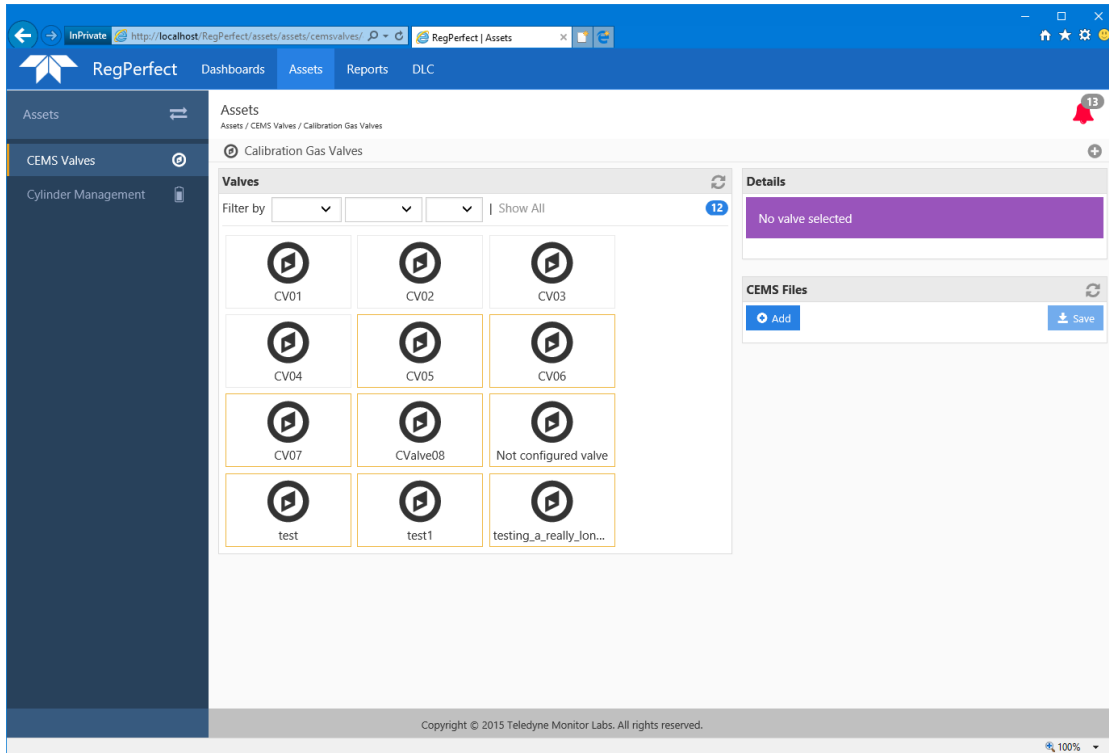 InPrivate http://localhost/RegPerfect/assets/assets/cemsvalves/ RegPerfect | Assets
RegPerfect Dashboards Assets Reports DLC
Assets
CEMS Valves
Cylinder Management
Assets
Assets / CEMS Valves / Calibration Gas Valves
13
Calibration Gas Valves
Valves
Filter by | Show All 12
CV01 CV02 CV03
CV04 CV05 CV06
CV07 CValve08 Not configured valve
test test1 testing_a_really_lon...
Details
No valve selected
CEMS Files
Add Save
Copyright © 2015 Teledyne Monitor Labs. All rights reserved.
100%